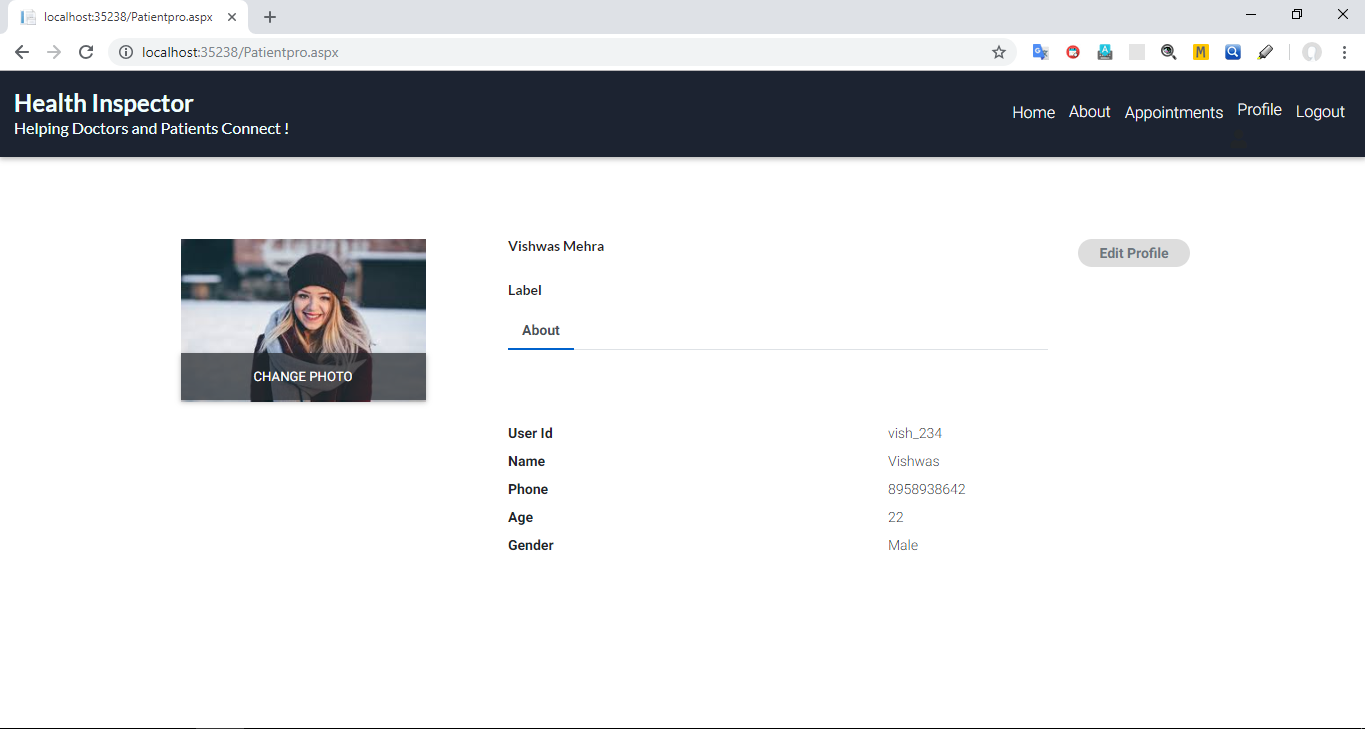 localhost:35238/Patientpro.aspx
localhost:35238/Patientpro.aspx
M
Health Inspector
Helping Doctors and Patients Connect !
Home About Appointments Profile Logout
Vishwas Mehra
Edit Profile
Label
About
CHANGE PHOTO
User Id vish_234
Name Vishwas
Phone 8958938642
Age 22
Gender Male